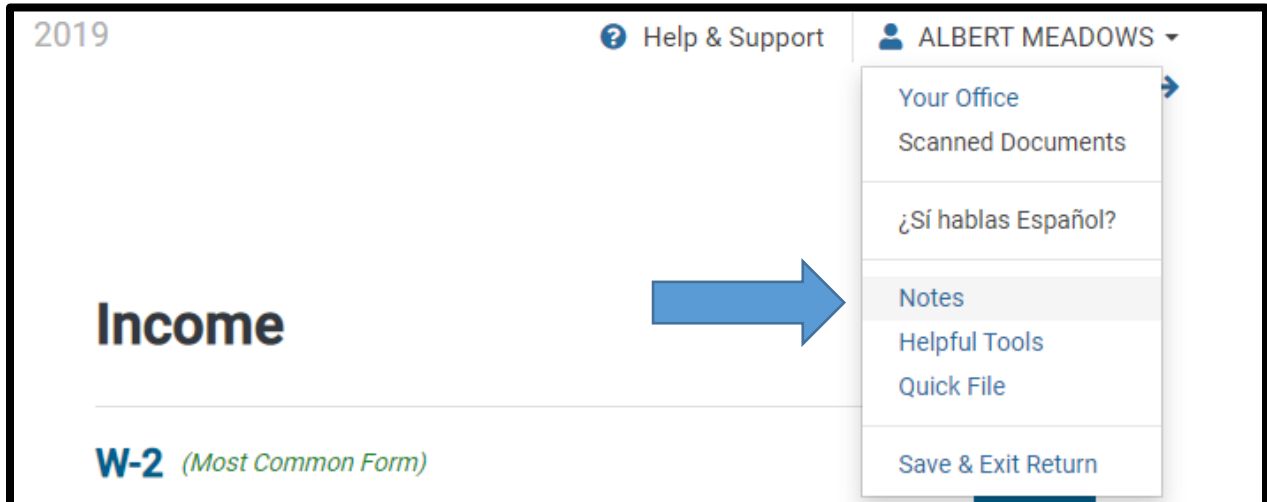 2019
Help & Support
ALBERT MEADOWS
Your Office
Scanned Documents
¿Sí hablas Español?
Notes
Helpful Tools
Quick File
Save & Exit Return
Income
W-2 (Most Common Form)